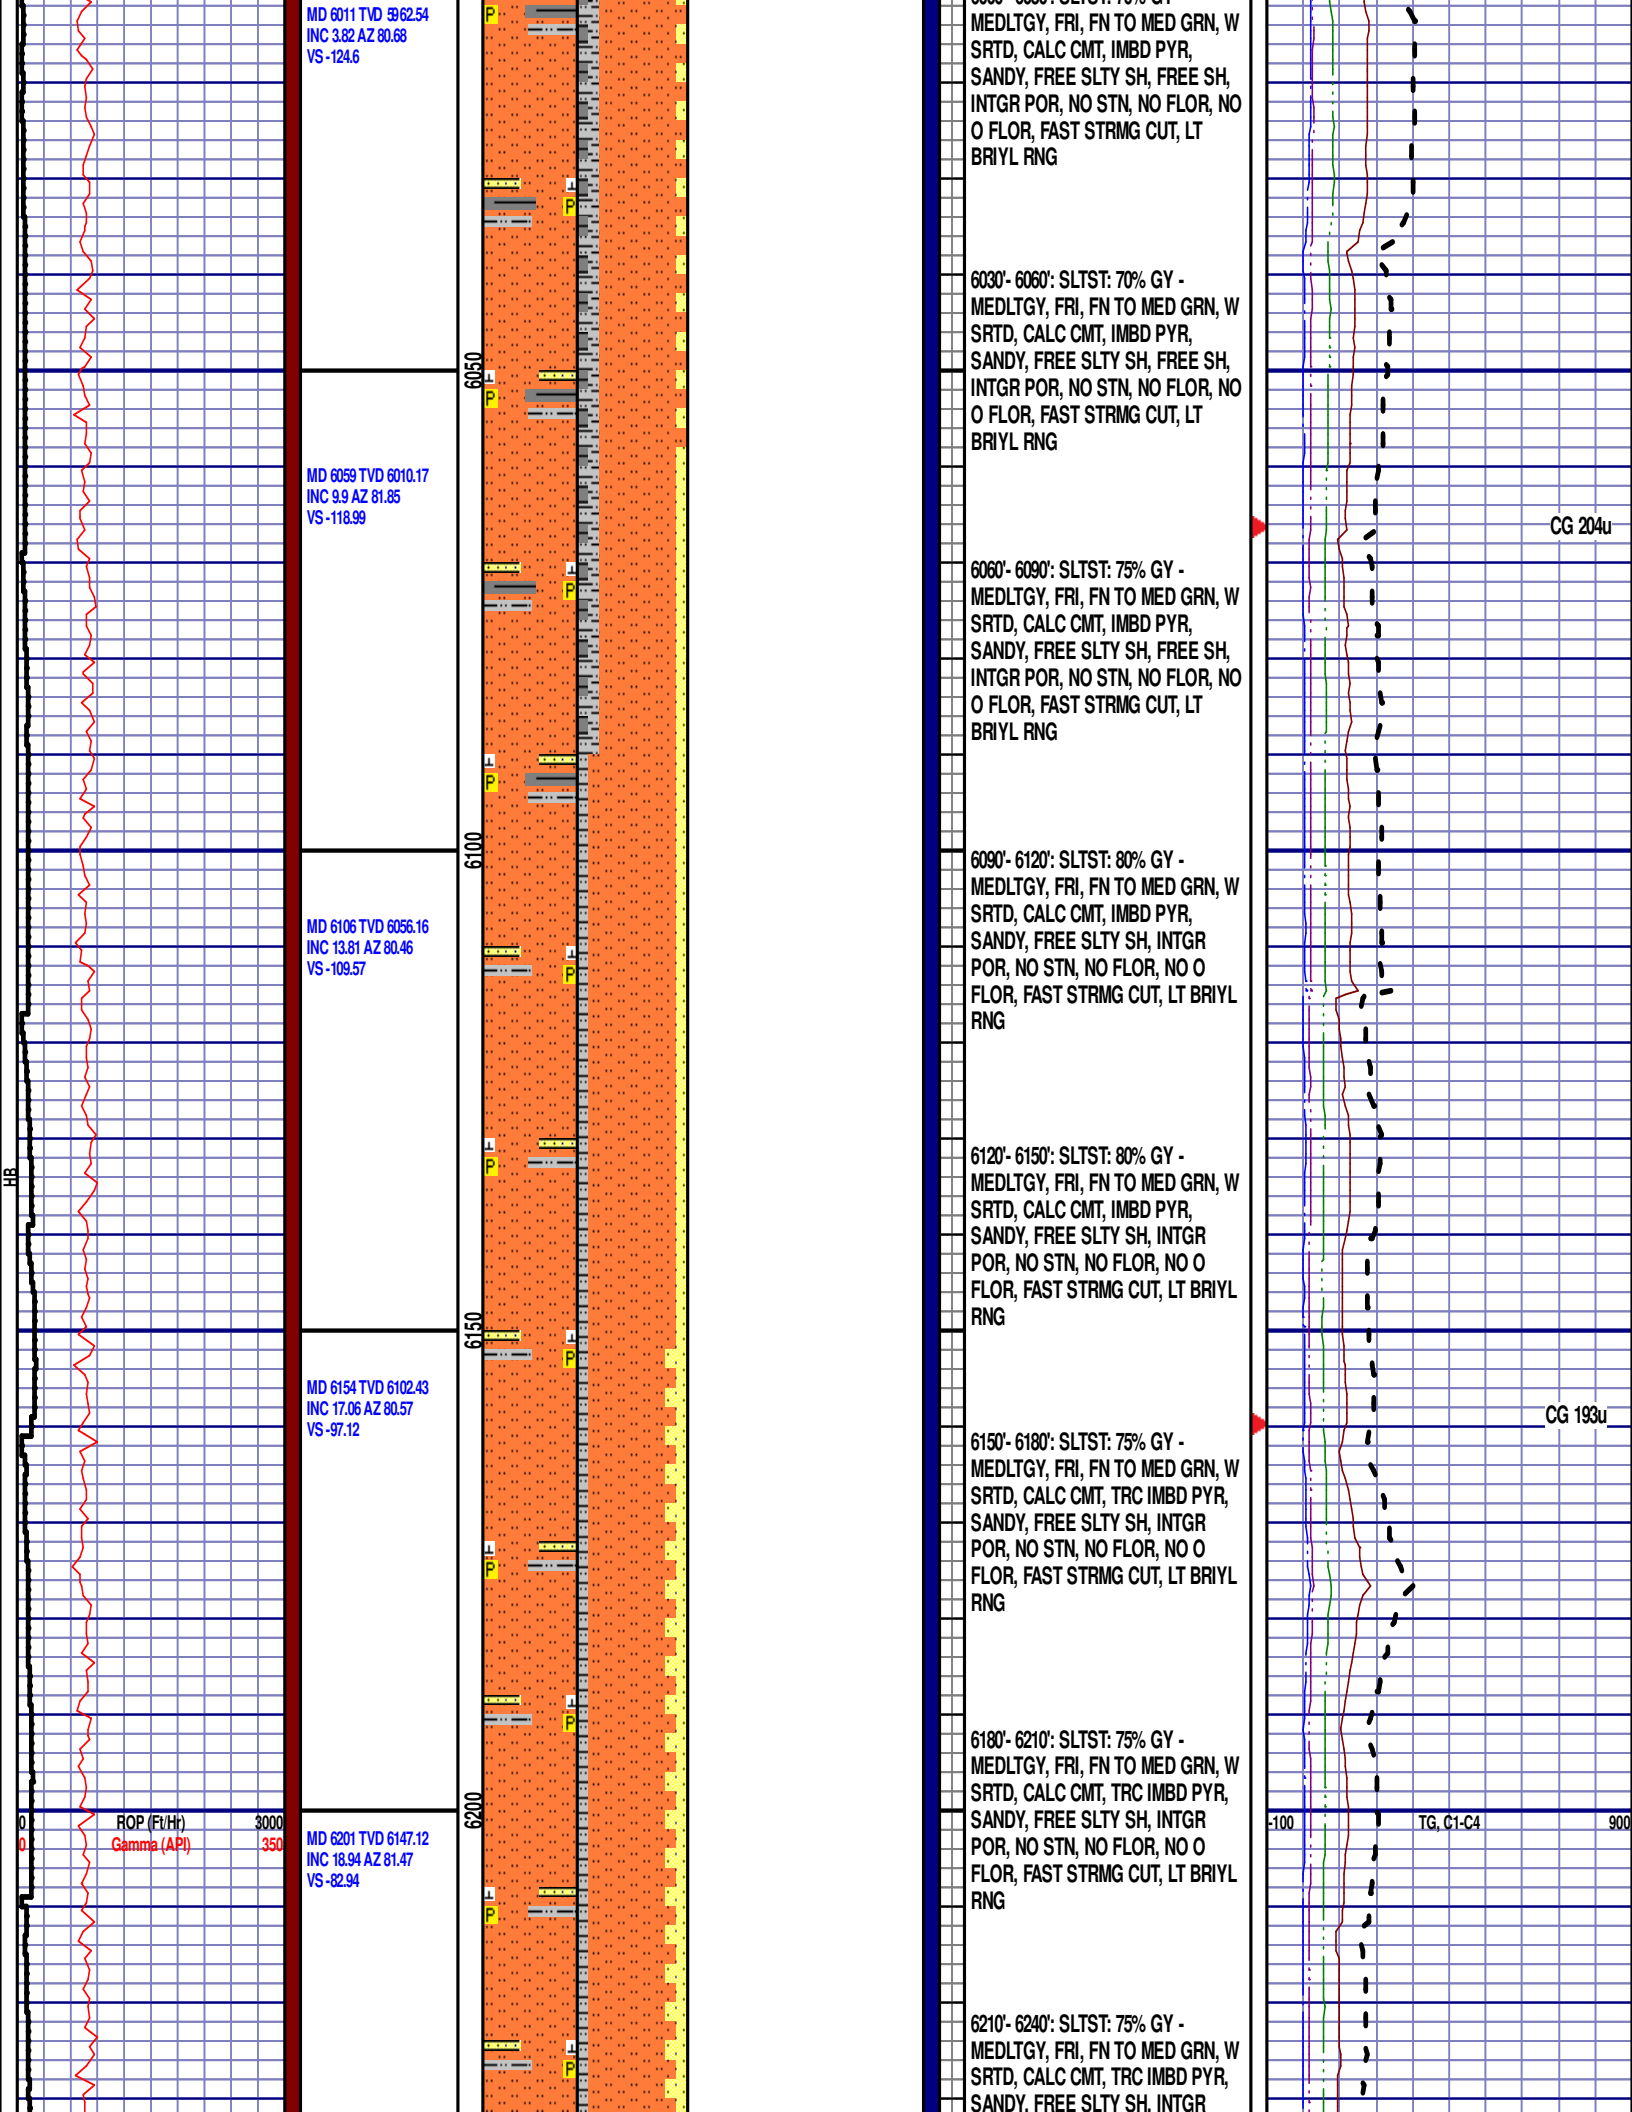 MD 6011 TVD 5962.54
INC 3.82 AZ 80.68
VS -124.6
MD 6059 TVD 6010.17
INC 9.9 AZ 81.85
VS -118.99
MD 6106 TVD 6056.16
INC 13.81 AZ 80.46
VS -109.57
HB
MD 6154 TVD 6102.43
INC 17.06 AZ 80.57
VS -97.12
0 ROP (Ft/Hr) 3000
0 Gamma (API) 350
MD 6201 TVD 6147.12
INC 18.94 AZ 81.47
VS -82.94
6050
6100
6150
6200
P
P
P
P
P
P
P
P
P
P
P
P
MEDLTGY, FRI, FN TO MED GRN, W
SRTD, CALC CMT, IMBD PYR,
SANDY, FREE SLTY SH, FREE SH,
INTGR POR, NO STN, NO FLOR, NO
O FLOR, FAST STRMG CUT, LT
BRIYL RNG
6030'- 6060': SLTST: 70% GY -
MEDLTGY, FRI, FN TO MED GRN, W
SRTD, CALC CMT, IMBD PYR,
SANDY, FREE SLTY SH, FREE SH,
INTGR POR, NO STN, NO FLOR, NO
O FLOR, FAST STRMG CUT, LT
BRIYL RNG
6060'- 6090': SLTST: 75% GY -
MEDLTGY, FRI, FN TO MED GRN, W
SRTD, CALC CMT, IMBD PYR,
SANDY, FREE SLTY SH, FREE SH,
INTGR POR, NO STN, NO FLOR, NO
O FLOR, FAST STRMG CUT, LT
BRIYL RNG
6090'- 6120': SLTST: 80% GY -
MEDLTGY, FRI, FN TO MED GRN, W
SRTD, CALC CMT, IMBD PYR,
SANDY, FREE SLTY SH, INTGR
POR, NO STN, NO FLOR, NO O
FLOR, FAST STRMG CUT, LT BRIYL
RNG
6120'- 6150': SLTST: 80% GY -
MEDLTGY, FRI, FN TO MED GRN, W
SRTD, CALC CMT, IMBD PYR,
SANDY, FREE SLTY SH, INTGR
POR, NO STN, NO FLOR, NO O
FLOR, FAST STRMG CUT, LT BRIYL
RNG
6150'- 6180': SLTST: 75% GY -
MEDLTGY, FRI, FN TO MED GRN, W
SRTD, CALC CMT, TRC IMBD PYR,
SANDY, FREE SLTY SH, INTGR
POR, NO STN, NO FLOR, NO O
FLOR, FAST STRMG CUT, LT BRIYL
RNG
6180'- 6210': SLTST: 75% GY -
MEDLTGY, FRI, FN TO MED GRN, W
SRTD, CALC CMT, TRC IMBD PYR,
SANDY, FREE SLTY SH, INTGR
POR, NO STN, NO FLOR, NO O
FLOR, FAST STRMG CUT, LT BRIYL
RNG
6210'- 6240': SLTST: 75% GY -
MEDLTGY, FRI, FN TO MED GRN, W
SRTD, CALC CMT, TRC IMBD PYR,
SANDY, FREE SLTY SH, INTGR
CG 204u
CG 193u
-100 TG, C1-C4 900